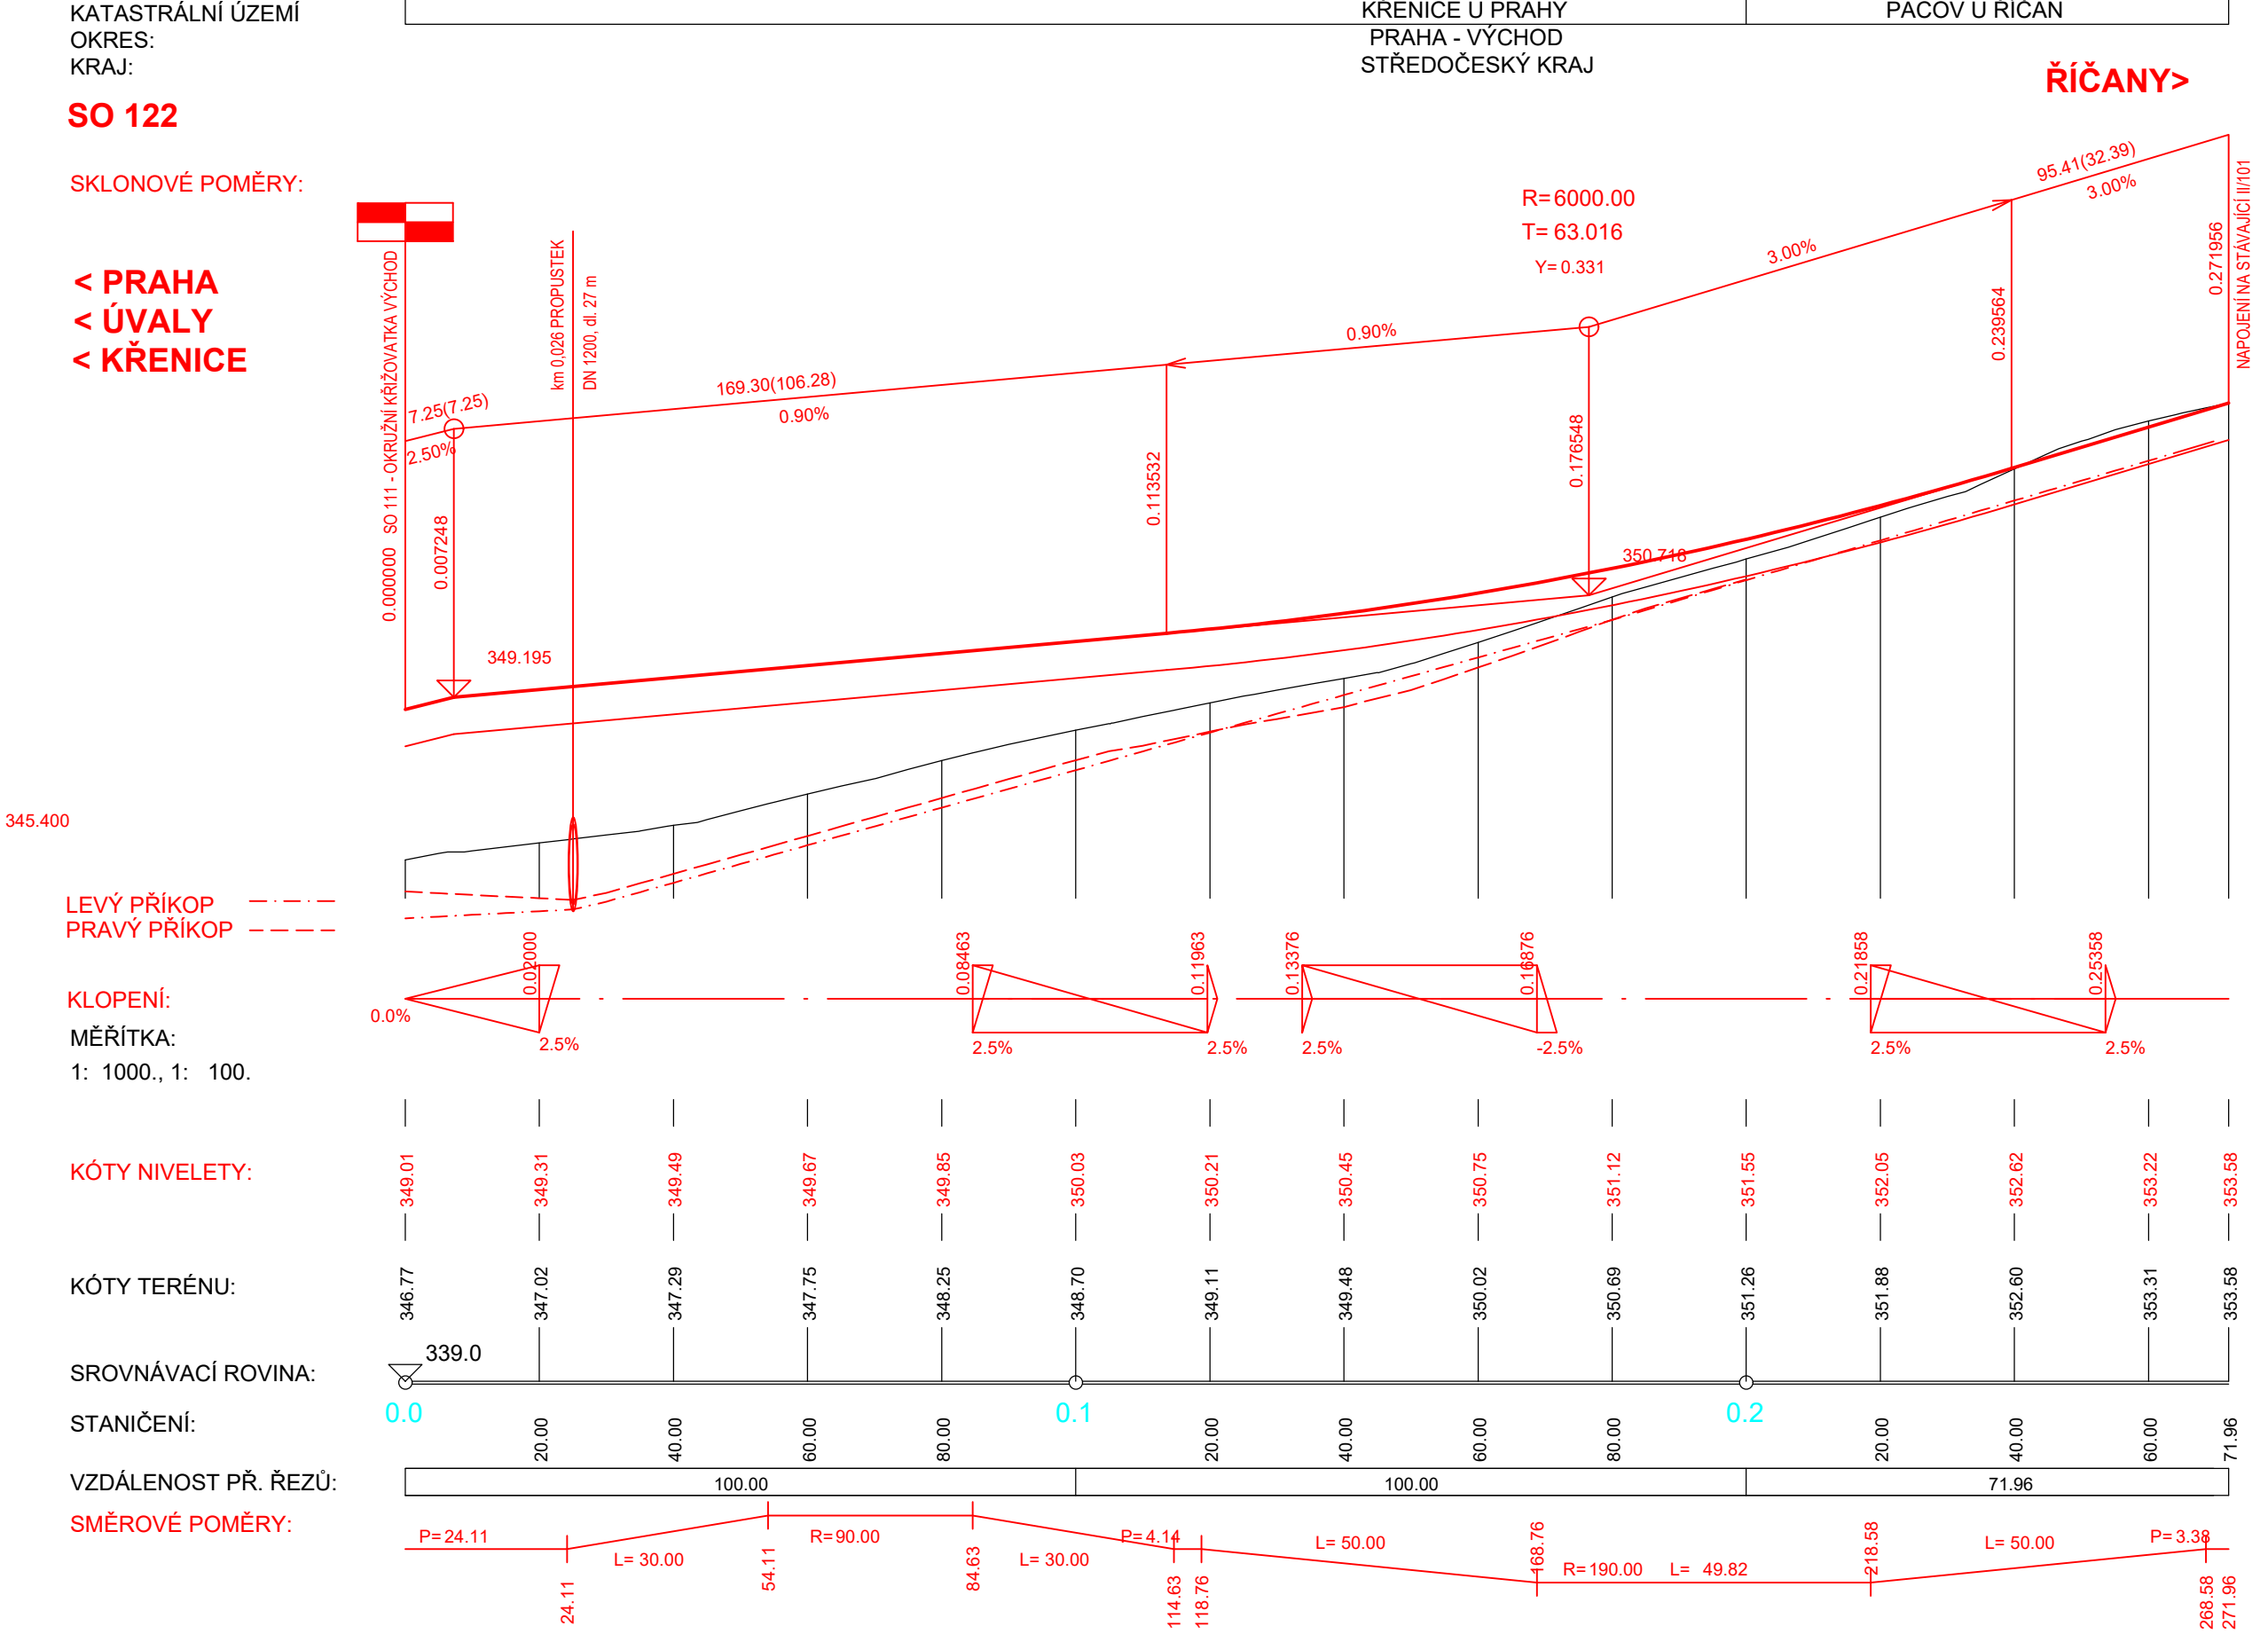 KATASTRÁLNÍ ÚZEMÍ
KŘENICE U PRAHY
PACOV U ŘÍČAN
OKRES:
PRAHA - VÝCHOD
KRAJ:
STŘEDOČESKÝ KRAJ
ŘÍČANY>
SO 122
SKLONOVÉ POMĚRY:
< PRAHA
< ÚVALY
< KŘENICE
0.000000 SO 111 - OKRUŽNÍ KŘIŽOVATKA VÝCHOD
7.25(7.25)
2.50%
0.007248
349.195
km 0,026 PROPUSTEK
DN 1200, dl. 27 m
169.30(106.28)
0.90%
0.113532
0.90%
R=6000.00
T= 63.016
Y= 0.331
0.176548
350.718
3.00%
0.239564
95.41(32.39)
3.00%
0.271956
NAPOJENÍ NA STÁVAJÍCÍ II/101
345.400
LEVÝ PŘÍKOP
PRAVÝ PŘÍKOP
KLOPENÍ:
0.0%
0.02000
2.5%
0.08463
2.5%
0.11963
2.5%
0.13376
2.5%
0.16876
-2.5%
0.21858
2.5%
0.25358
2.5%
MĚŘÍTKA:
1: 1000., 1: 100.
KÓTY NIVELETY:
349.01 349.31 349.49 349.67 349.85 350.03 350.21 350.45 350.75 351.12 351.55 352.05 352.62 353.22 353.58
KÓTY TERÉNU:
346.77 347.02 347.29 347.75 348.25 348.70 349.11 349.48 350.02 350.69 351.26 351.88 352.60 353.31 353.58
SROVNÁVACÍ ROVINA:
339.0
STANIČENÍ:
0.0 20.00 40.00 60.00 80.00 0.1 20.00 40.00 60.00 80.00 0.2 20.00 40.00 60.00 71.96
VZDÁLENOST PŘ. ŘEZŮ:
100.00 100.00 71.96
SMĚROVÉ POMĚRY:
P= 24.11
24.11
L= 30.00
54.11
R=90.00
84.63
L= 30.00
P=4.14
114.63
118.76
L= 50.00
168.76
R=190.00 L= 49.82
218.58
L= 50.00
P= 3.38
268.58
271.96